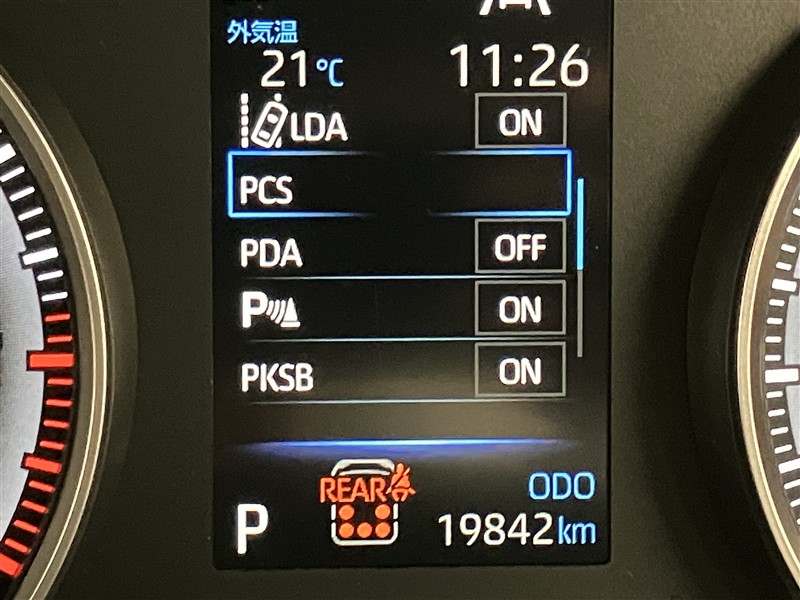 外気温
21℃ 11:26
LDA ON
PCS
PDA OFF
P ON
PKSB ON
REAR
P
ODO
19842km